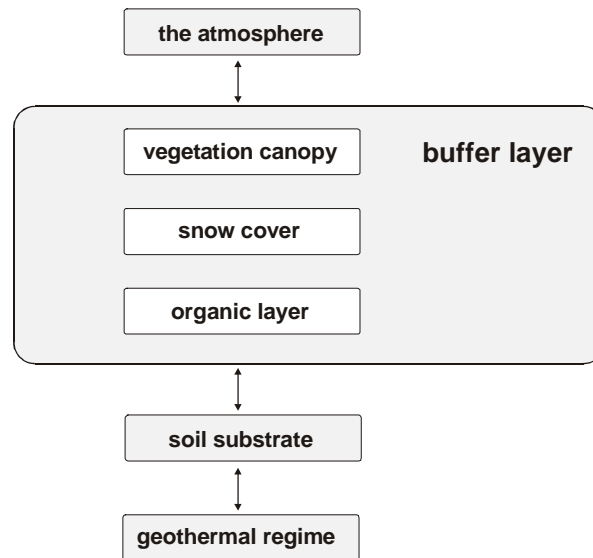 the atmosphere
vegetation canopy
buffer layer
snow cover
organic layer
soil substrate
geothermal regime